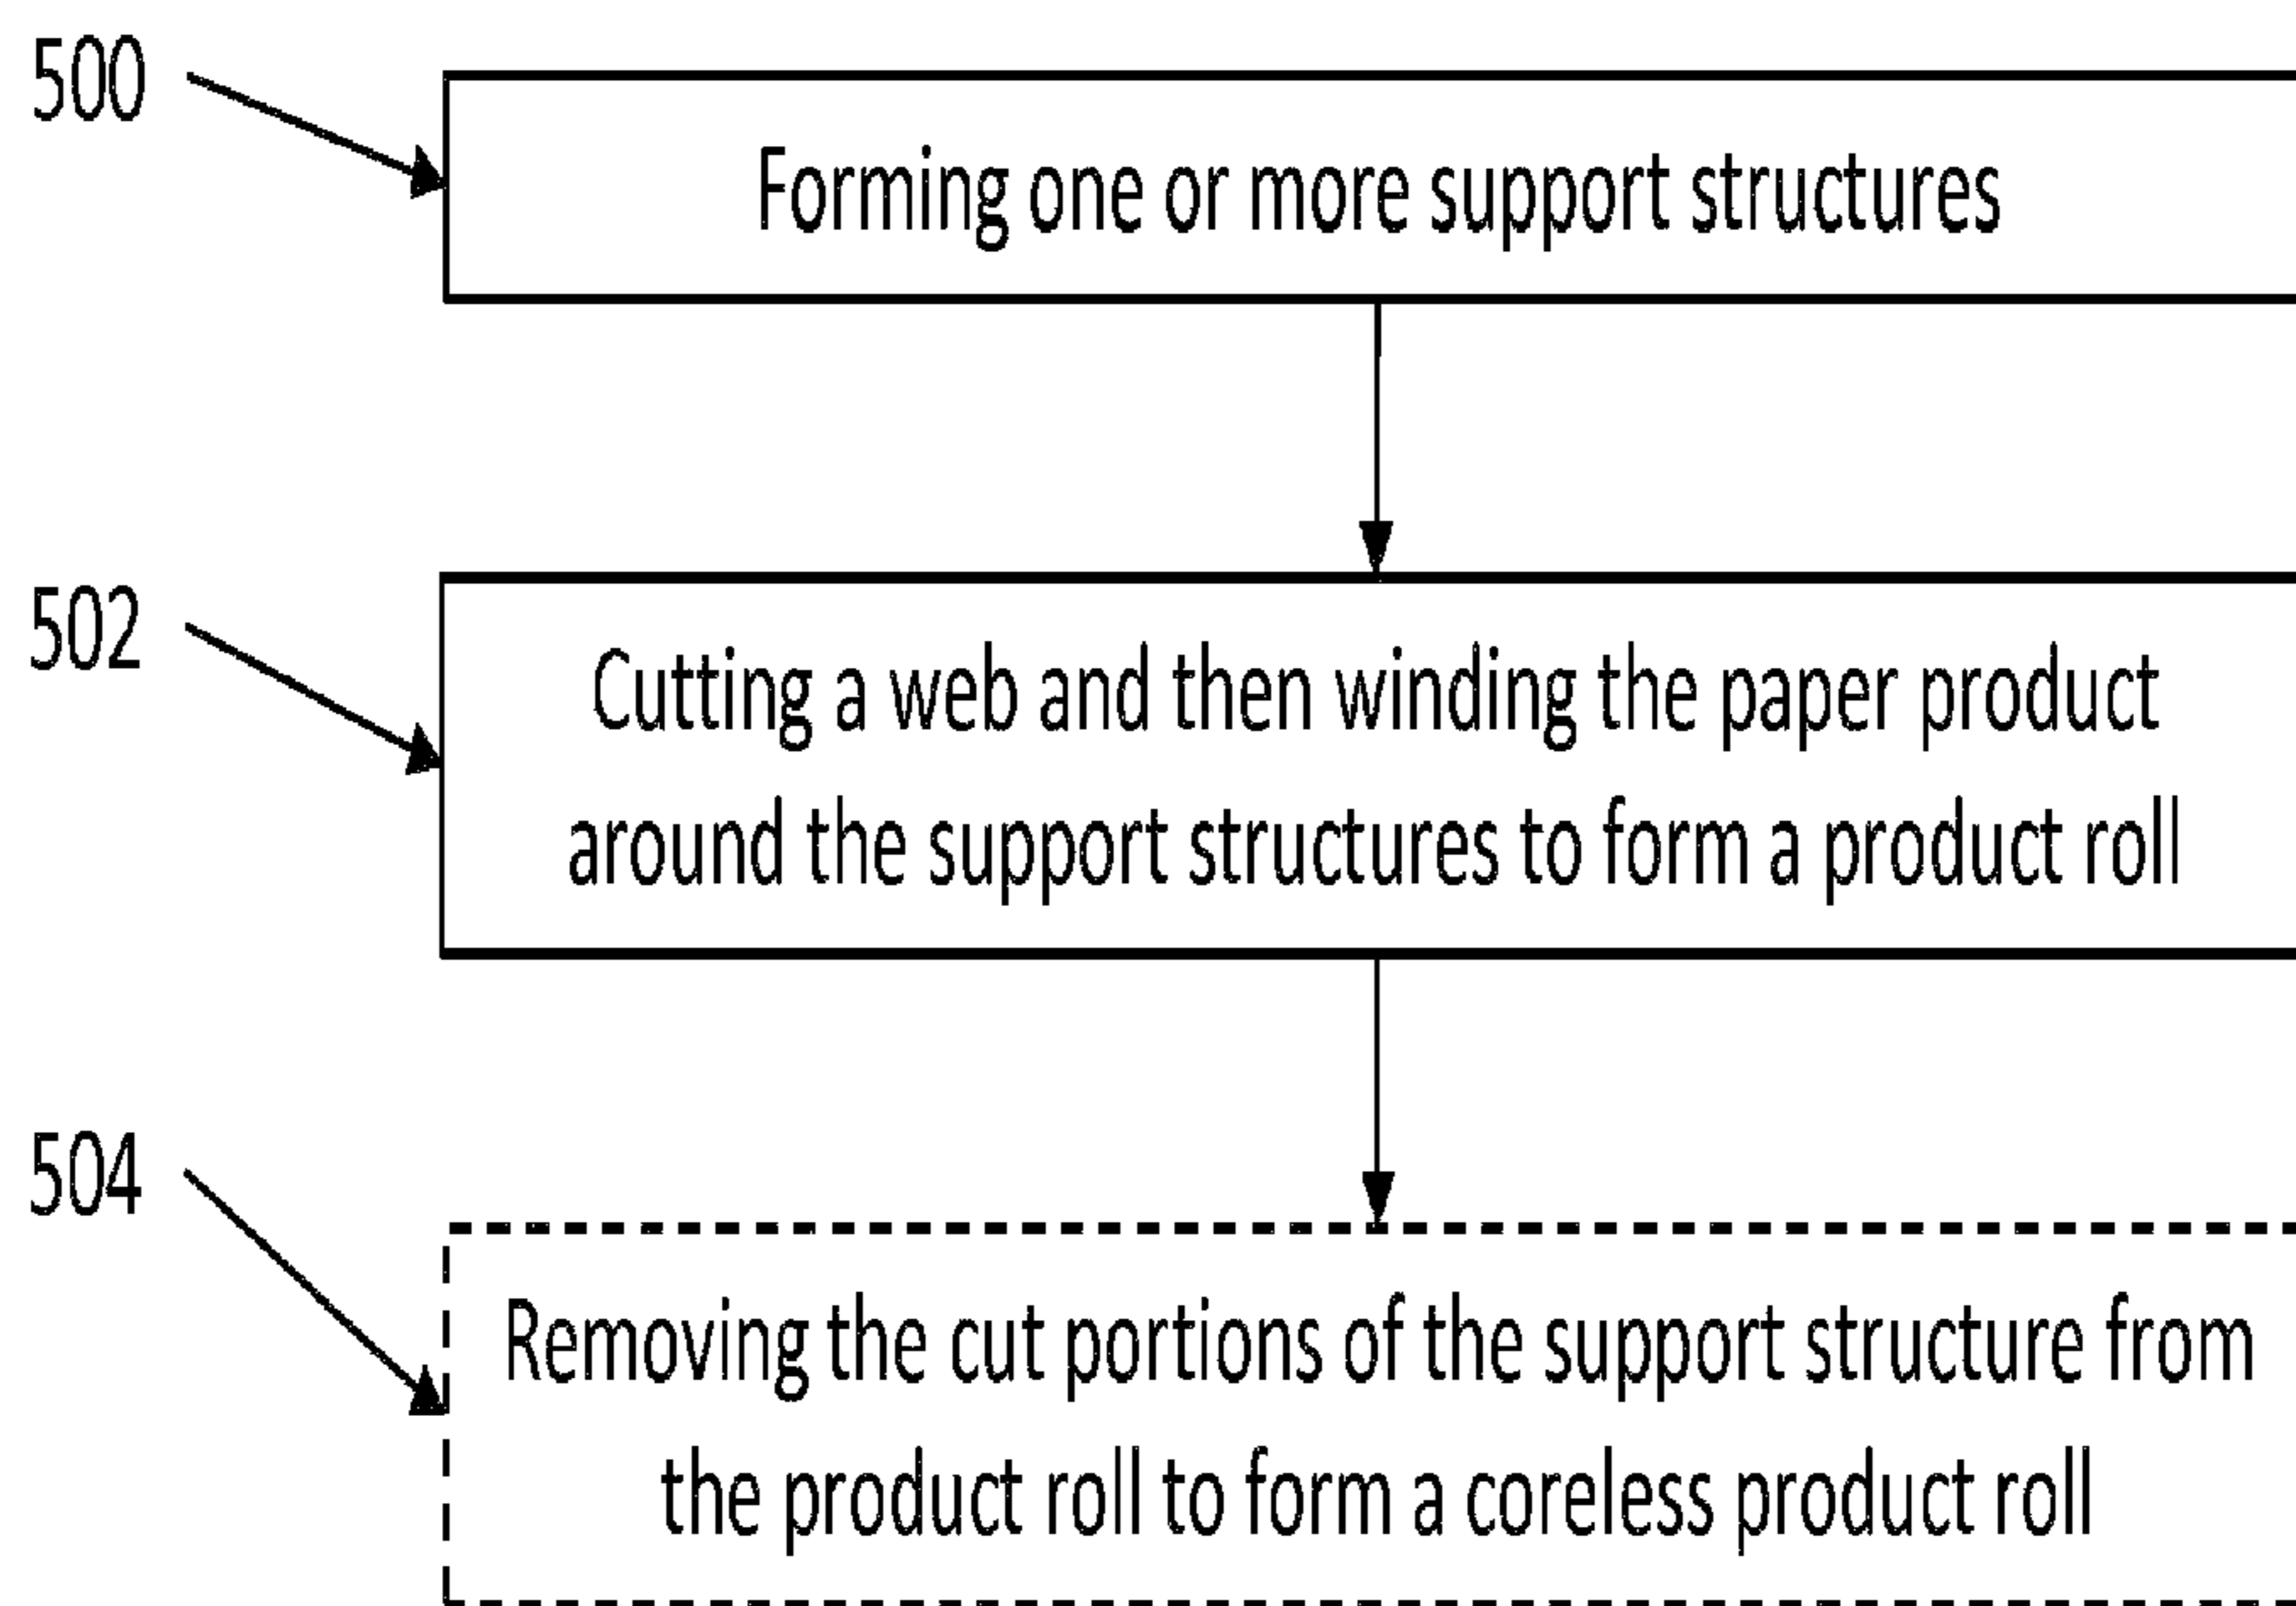 500
Forming one or more support structures
502
Cutting a web and then winding the paper product
around the support structures to form a product roll
504
Removing the cut portions of the support structure from
the product roll to form a coreless product roll